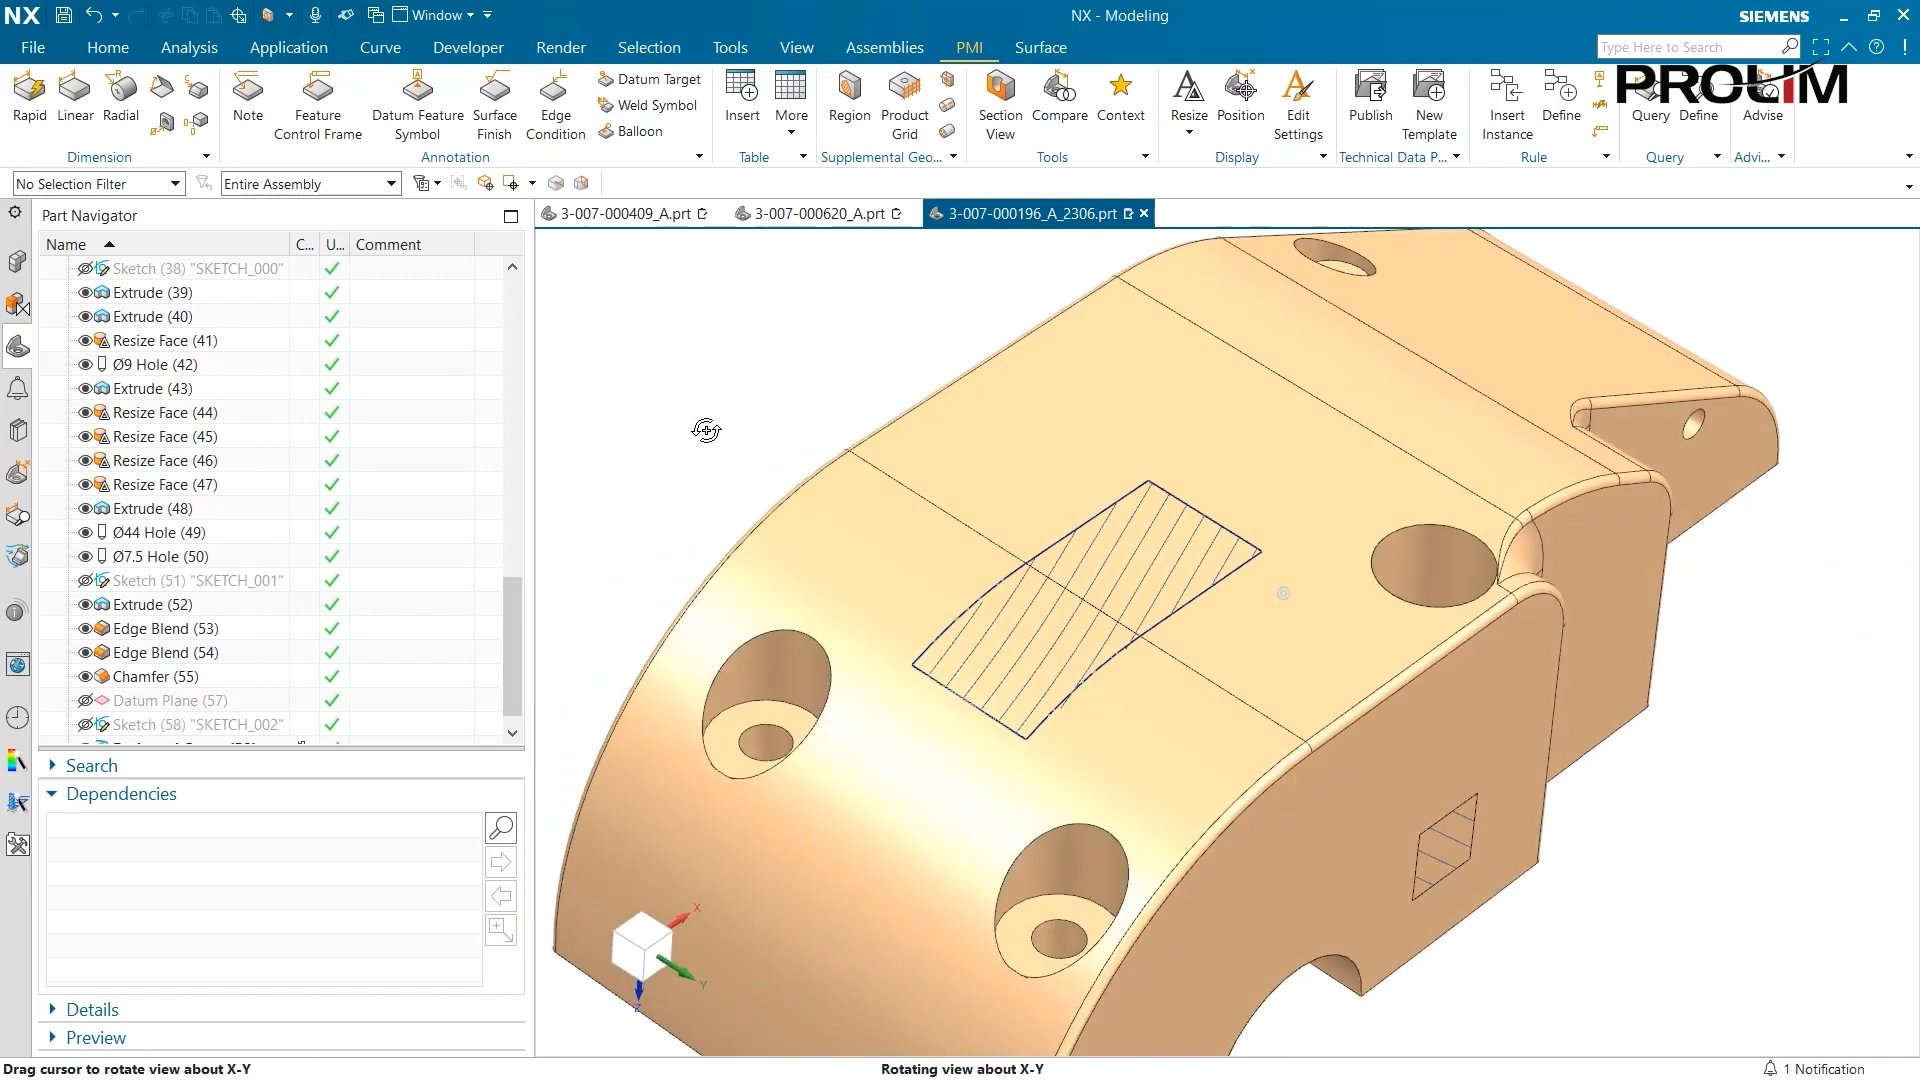 NX
Window
NX - Modeling
SIEMENS
File
Home
Analysis
Application
Curve
Developer
Render
Selection
Tools
View
Assemblies
PMI
Surface
Type Here to Search
PROLIM
Rapid
Linear
Radial
Note
Feature
Control Frame
Datum Feature
Symbol
Surface
Finish
Edge
Condition
Datum Target
Weld Symbol
Balloon
Insert
More
Region
Product
Grid
Section
View
Compare
Context
Resize
Position
Edit
Settings
Publish
New
Template
Insert
Instance
Define
Query
Define
Advise
Dimension
Annotation
Table
Supplemental Geo...
Tools
Display
Technical Data P...
Rule
Query
Advi...
No Selection Filter
Entire Assembly
Part Navigator
3-007-000409_A.prt
3-007-000620_A.prt
3-007-000196_A_2306.prt
Name
C...
U...
Comment
Sketch (38) "SKETCH_000"
Extrude (39)
Extrude (40)
Resize Face (41)
Ø9 Hole (42)
Extrude (43)
Resize Face (44)
Resize Face (45)
Resize Face (46)
Resize Face (47)
Extrude (48)
Ø44 Hole (49)
Ø7.5 Hole (50)
Sketch (51) "SKETCH_001"
Extrude (52)
Edge Blend (53)
Edge Blend (54)
Chamfer (55)
Datum Plane (57)
Sketch (58) "SKETCH_002"
Search
Dependencies
Details
Preview
X
Y
Z
Drag cursor to rotate view about X-Y
Rotating view about X-Y
1 Notification